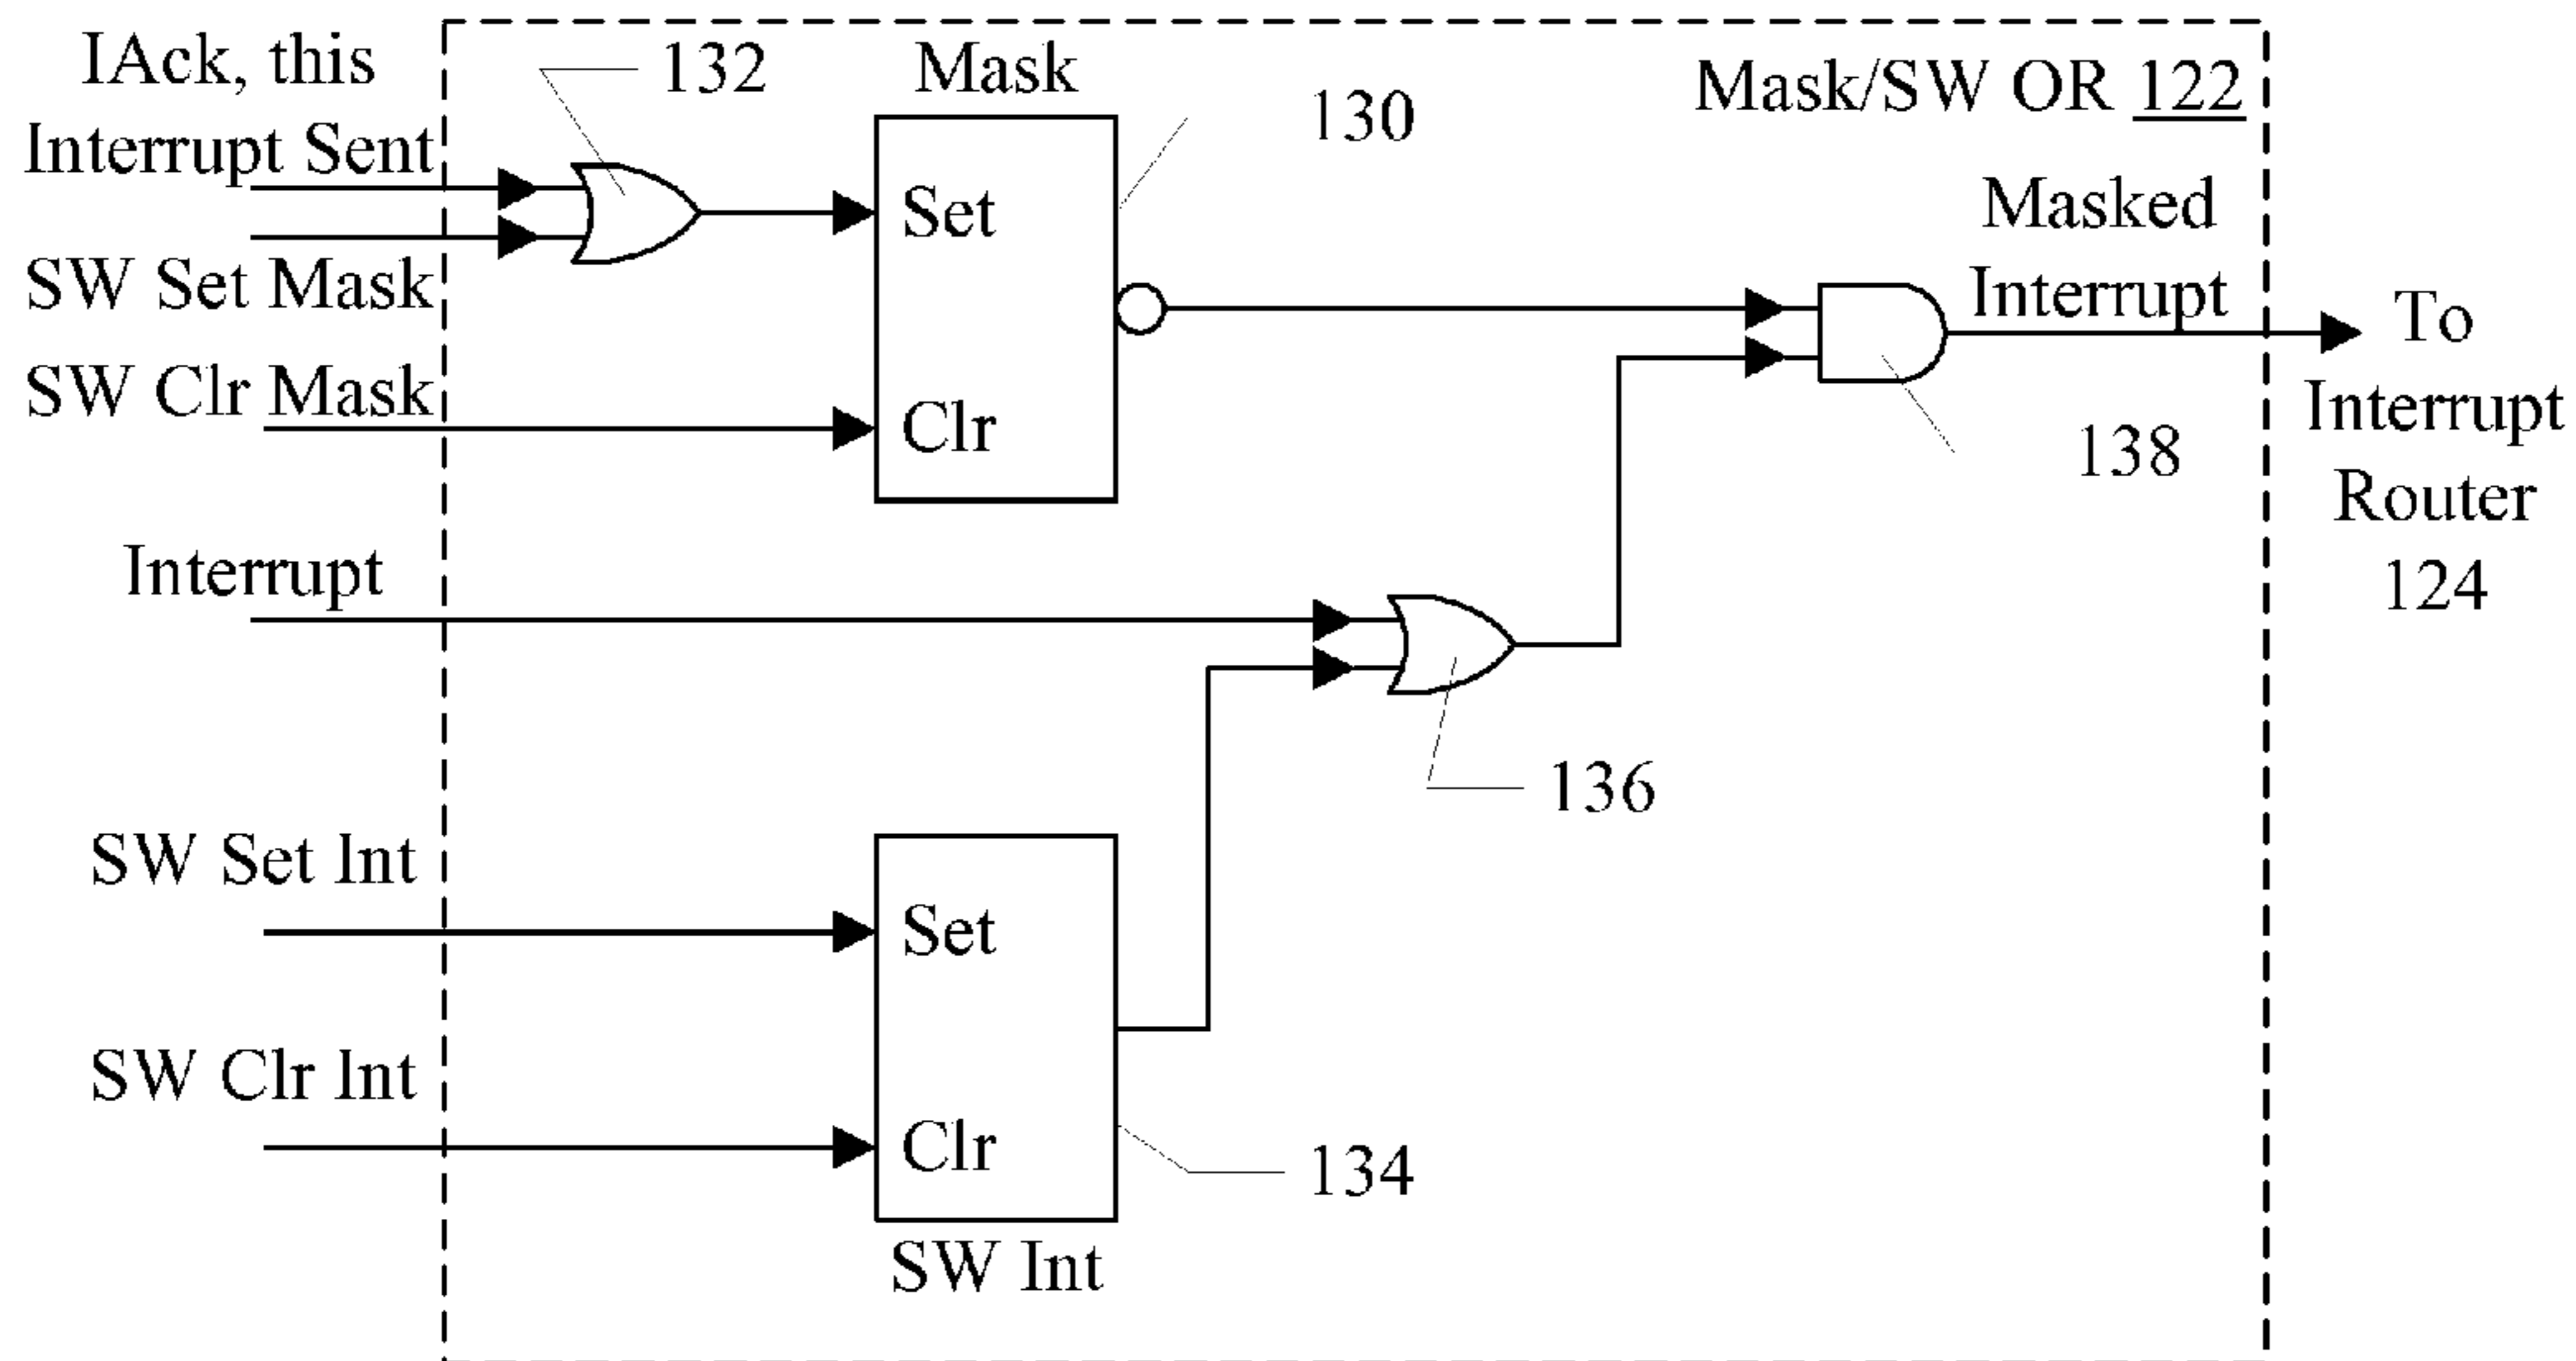 IAck, this
Interrupt Sent
SW Set Mask
SW Clr Mask
Interrupt
SW Set Int
SW Clr Int
132
Mask
130
Set
Clr
Mask/SW OR 122
Masked
Interrupt
138
To
Interrupt
Router
124
136
Set
Clr
134
SW Int